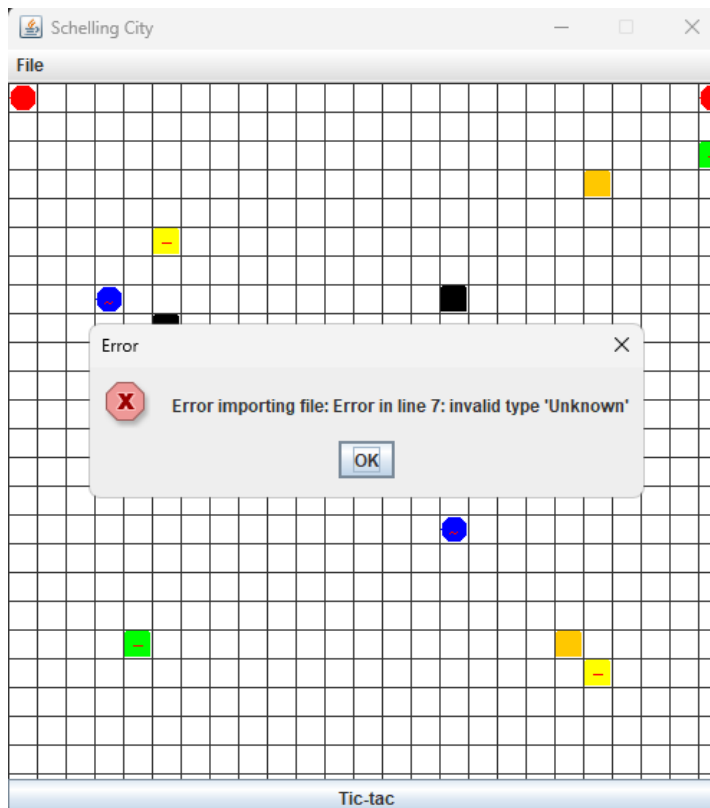 Schelling City
File
Error
Error importing file: Error in line 7: invalid type 'Unknown'
OK
Tic-tac